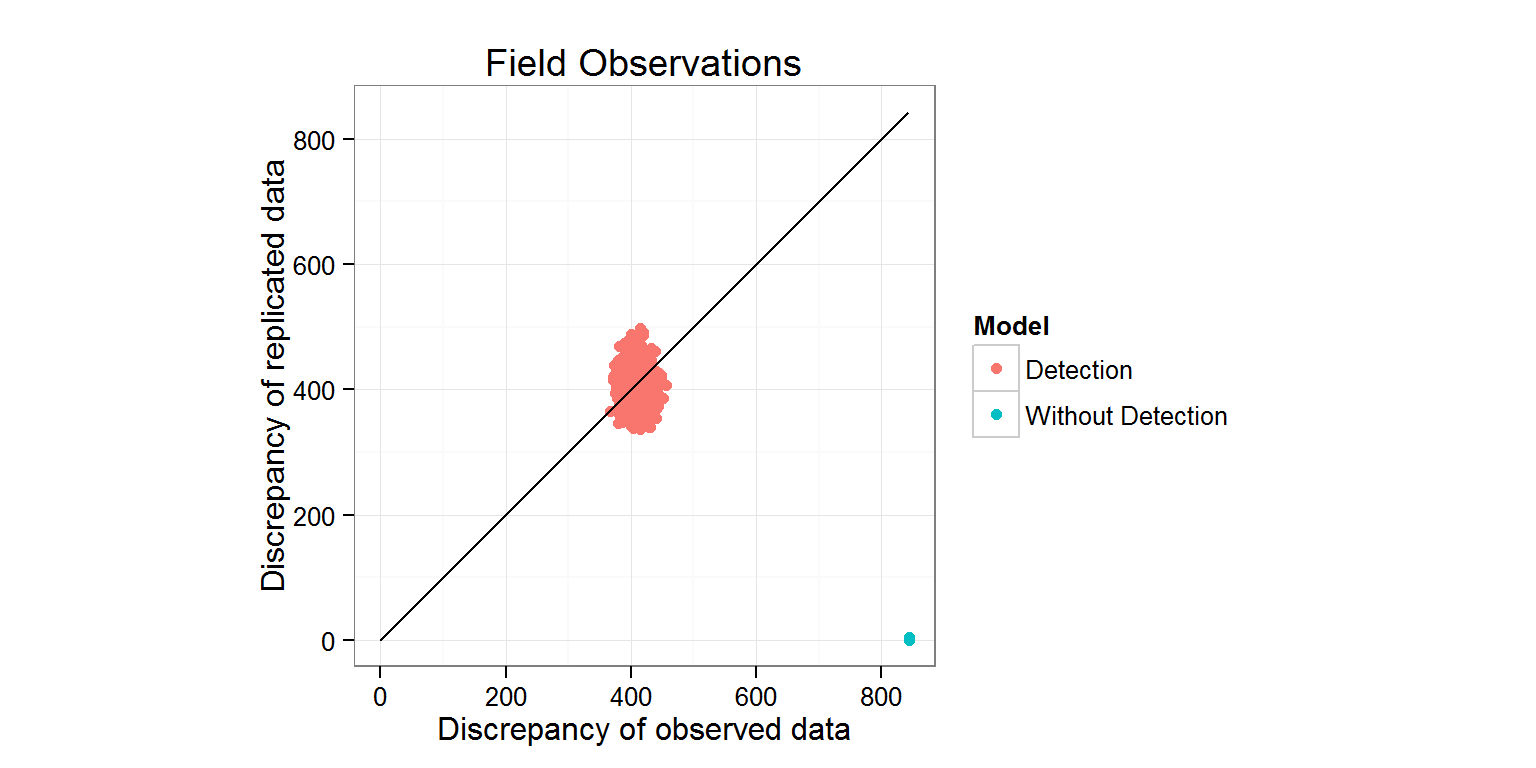 Field Observations
Discrepancy of replicated data
800
600
400
200
0
0
200
400
600
800
Discrepancy of observed data
Model
Detection
Without Detection